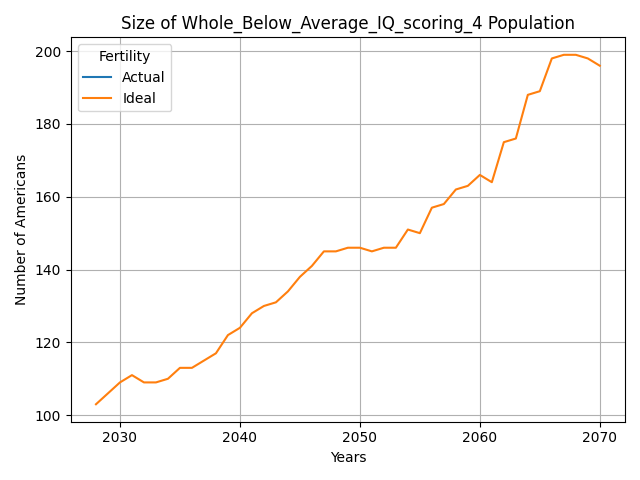 Size of Whole_Below_Average_IQ_scoring_4 Population
Fertility
Actual
Ideal
Number of Americans
200
180
160
140
120
100
2030 2040 2050 2060 2070
Years